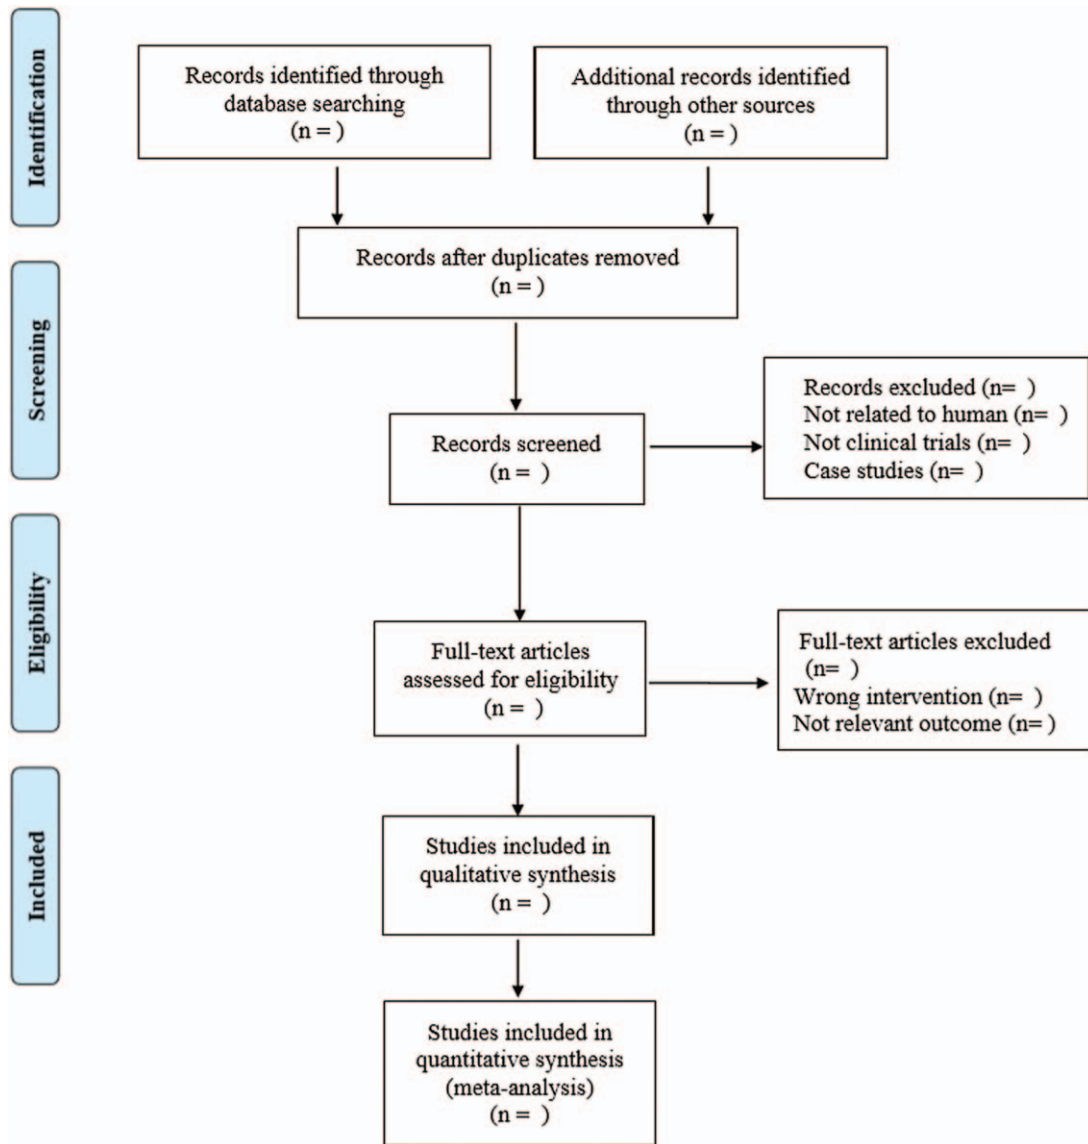 Identification
Records identified through
database searching
(n = )
Additional records identified
through other sources
(n = )
Records after duplicates removed
(n = )
Screening
Records screened
(n =  )
Records excluded (n=  )
Not related to human (n=  )
Not clinical trials (n=  )
Case studies (n=  )
Eligibility
Full-text articles
assessed for eligibility
(n =  )
Full-text articles excluded
(n=  )
Wrong intervention (n=  )
Not relevant outcome (n= )
Included
Studies included in
qualitative synthesis
(n =  )
Studies included in
quantitative synthesis
(meta-analysis)
(n =  )